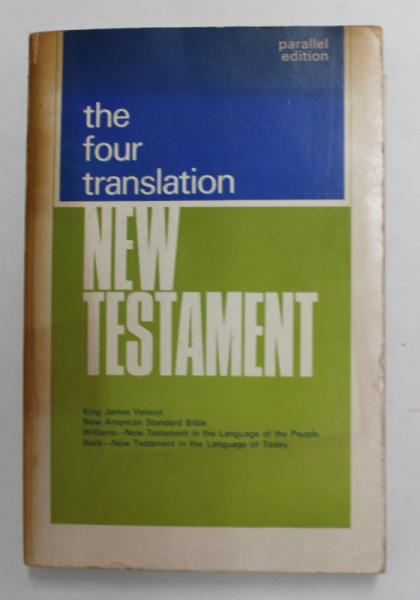 parallel
edition
the
four
translation
NEW
TESTAMENT
King James Version
New American Standard Bible
Williams—New Testament in the Language of the People
Beck—New Testament in the Language of Today